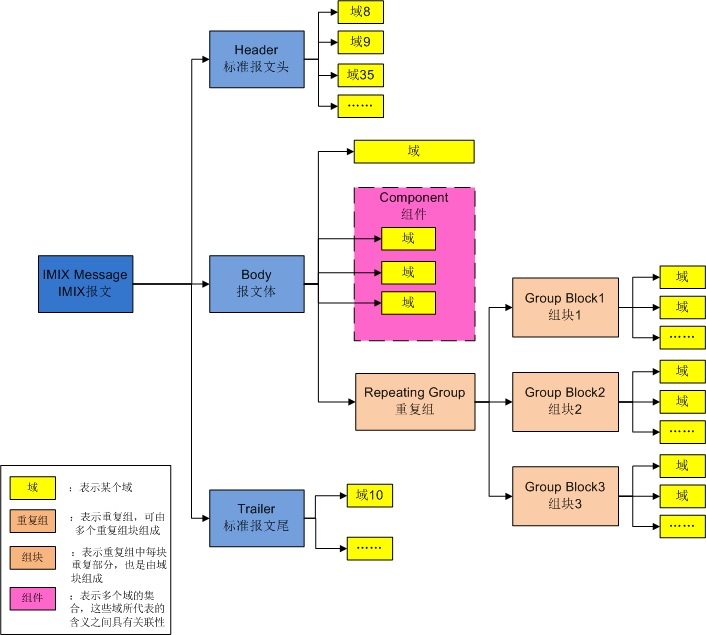 Header
标准报文头
域8
域9
域35
……
域
Component
组件
域
域
域
IMIX Message
IMIX报文
Body
报文体
Repeating Group
重复组
Group Block1
组块1
域
域
……
Group Block2
组块2
域
域
……
Group Block3
组块3
域
域
……
Trailer
标准报文尾
域10
……
域
：表示某个域
重复组
：表示重复组，可由
多个重复组块组成
组块
：表示重复组中每块
重复部分，也是由域
块组成
组件
：表示多个域的集
合，这些域所代表的
含义之间具有关联性